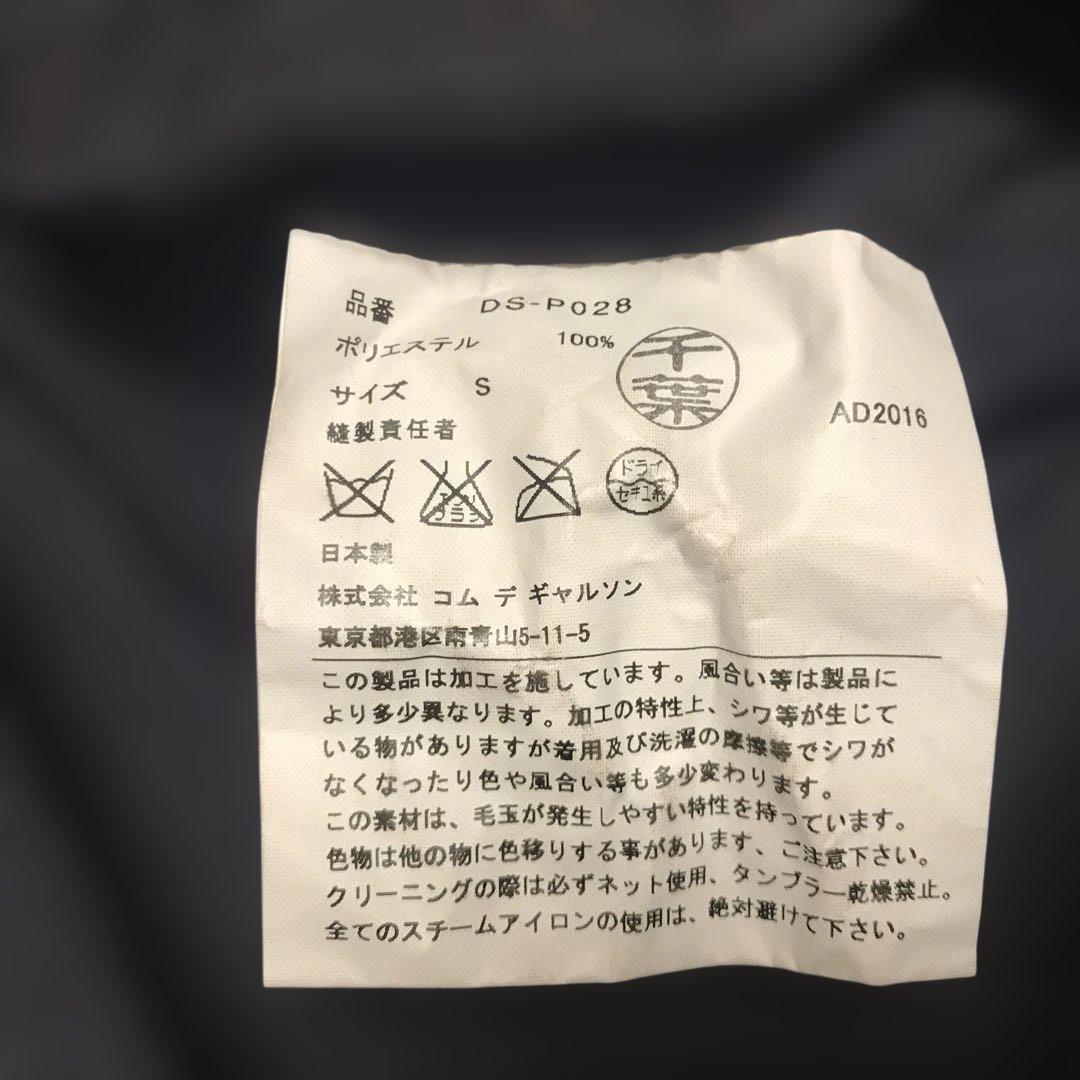 品番 DS-P028
ポリエステル 100%
サイズ S
縫製責任者
千葉
AD2016
エンソ
ブラ
ドライ
セキユ系
日本製
株式会社 コム デ ギャルソン
東京都港区南青山5-11-5
この製品は加工を施しています。風合い等は製品に
より多少異なります。加工の特性上、シワ等が生じて
いる物がありますが着用及び洗濯の摩擦等でシワが
なくなったり色や風合い等も多少変わります。
この素材は、毛玉が発生しやすい特性を持っています。
色物は他の物に色移りする事があります、ご注意下さい。
クリーニングの際は必ずネット使用、タンブラー乾燥禁止。
全てのスチームアイロンの使用は、絶対避けて下さい。